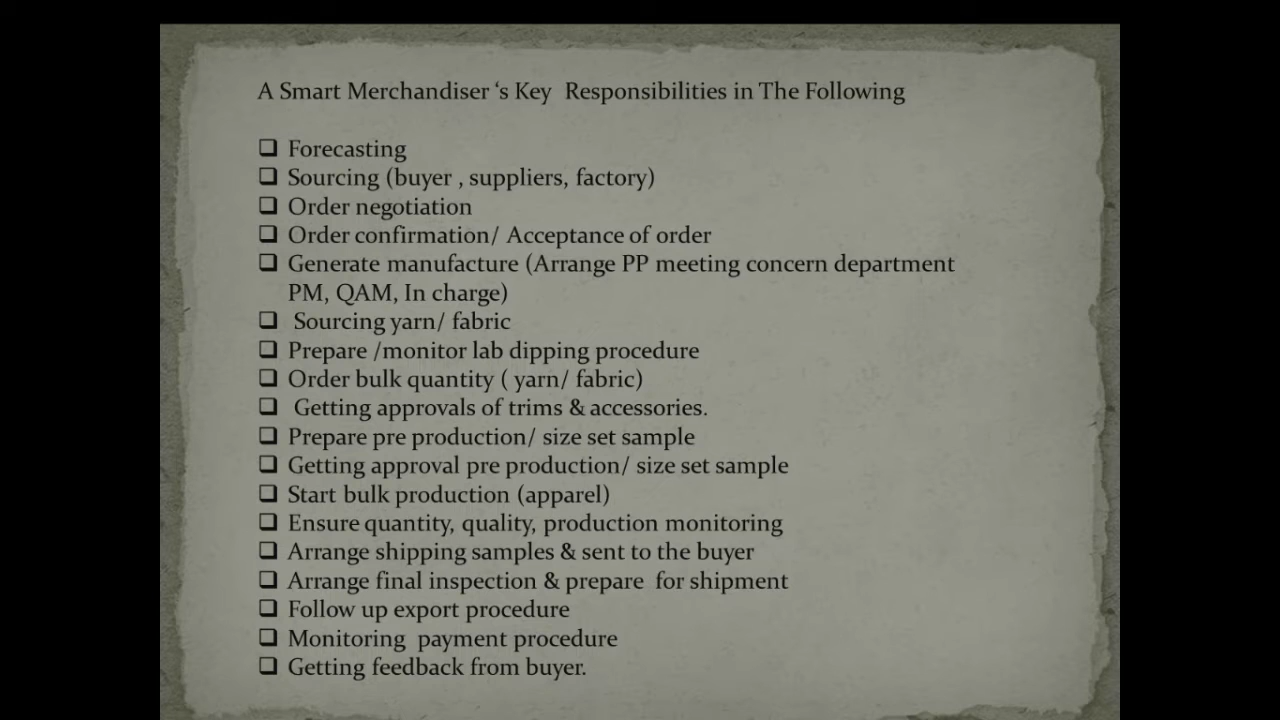 A Smart Merchandiser ‘s Key Responsibilities in The Following
❑ Forecasting
❑ Sourcing (buyer , suppliers, factory)
❑ Order negotiation
❑ Order confirmation/ Acceptance of order
❑ Generate manufacture (Arrange PP meeting concern department
PM, QAM, In charge)
❑ Sourcing yarn/ fabric
❑ Prepare /monitor lab dipping procedure
❑ Order bulk quantity ( yarn/ fabric)
❑ Getting approvals of trims & accessories.
❑ Prepare pre production/ size set sample
❑ Getting approval pre production/ size set sample
❑ Start bulk production (apparel)
❑ Ensure quantity, quality, production monitoring
❑ Arrange shipping samples & sent to the buyer
❑ Arrange final inspection & prepare for shipment
❑ Follow up export procedure
❑ Monitoring payment procedure
❑ Getting feedback from buyer.